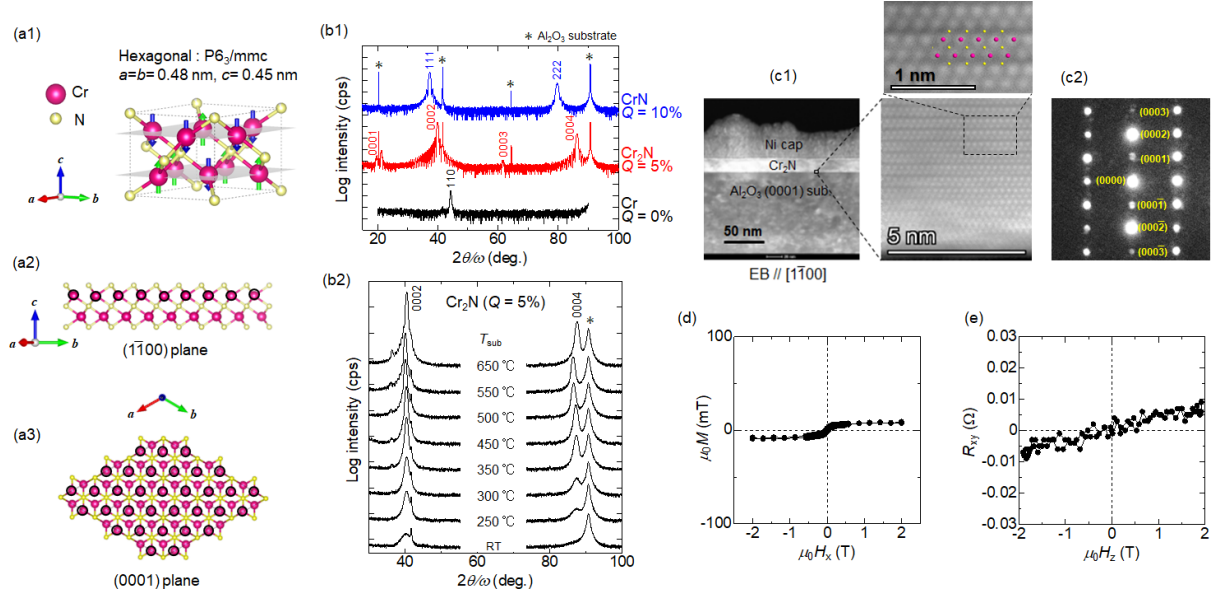 (a1)
Hexagonal : P6₃/mmc
a=b= 0.48 nm, c= 0.45 nm
Cr
N
c
a
b
(a2)
c
a
b
(11̄00) plane
(a3)
a
b
(0001) plane
(b1)
* Al₂O₃ substrate
Log intensity (cps)
111
*
*
*
222
*
CrN
Q = 10%
0001
0002
0003
0004
Cr₂N
Q = 5%
110
Cr
Q = 0%
20 40 60 80 100
2θ/ω (deg.)
(b2)
Log intensity (cps)
0002
Cr₂N (Q = 5%)
0004
*
T_sub
650 ℃
550 ℃
500 ℃
450 ℃
350 ℃
300 ℃
250 ℃
RT
40 60 80 100
2θ/ω (deg.)
(c1)
1 nm
Ni cap
Cr₂N
Al₂O₃ (0001) sub.
50 nm
5 nm
EB // [11̄00]
(c2)
(0003)
(0002)
(0001)
(0000)
(0001̄)
(0002̄)
(0003̄)
(d)
μ₀M (mT)
100
0
-100
-2 -1 0 1 2
μ₀Hₓ (T)
(e)
R_xy (Ω)
0.03
0.02
0.01
0
-0.01
-0.02
-0.03
-2 -1 0 1 2
μ₀H_z (T)